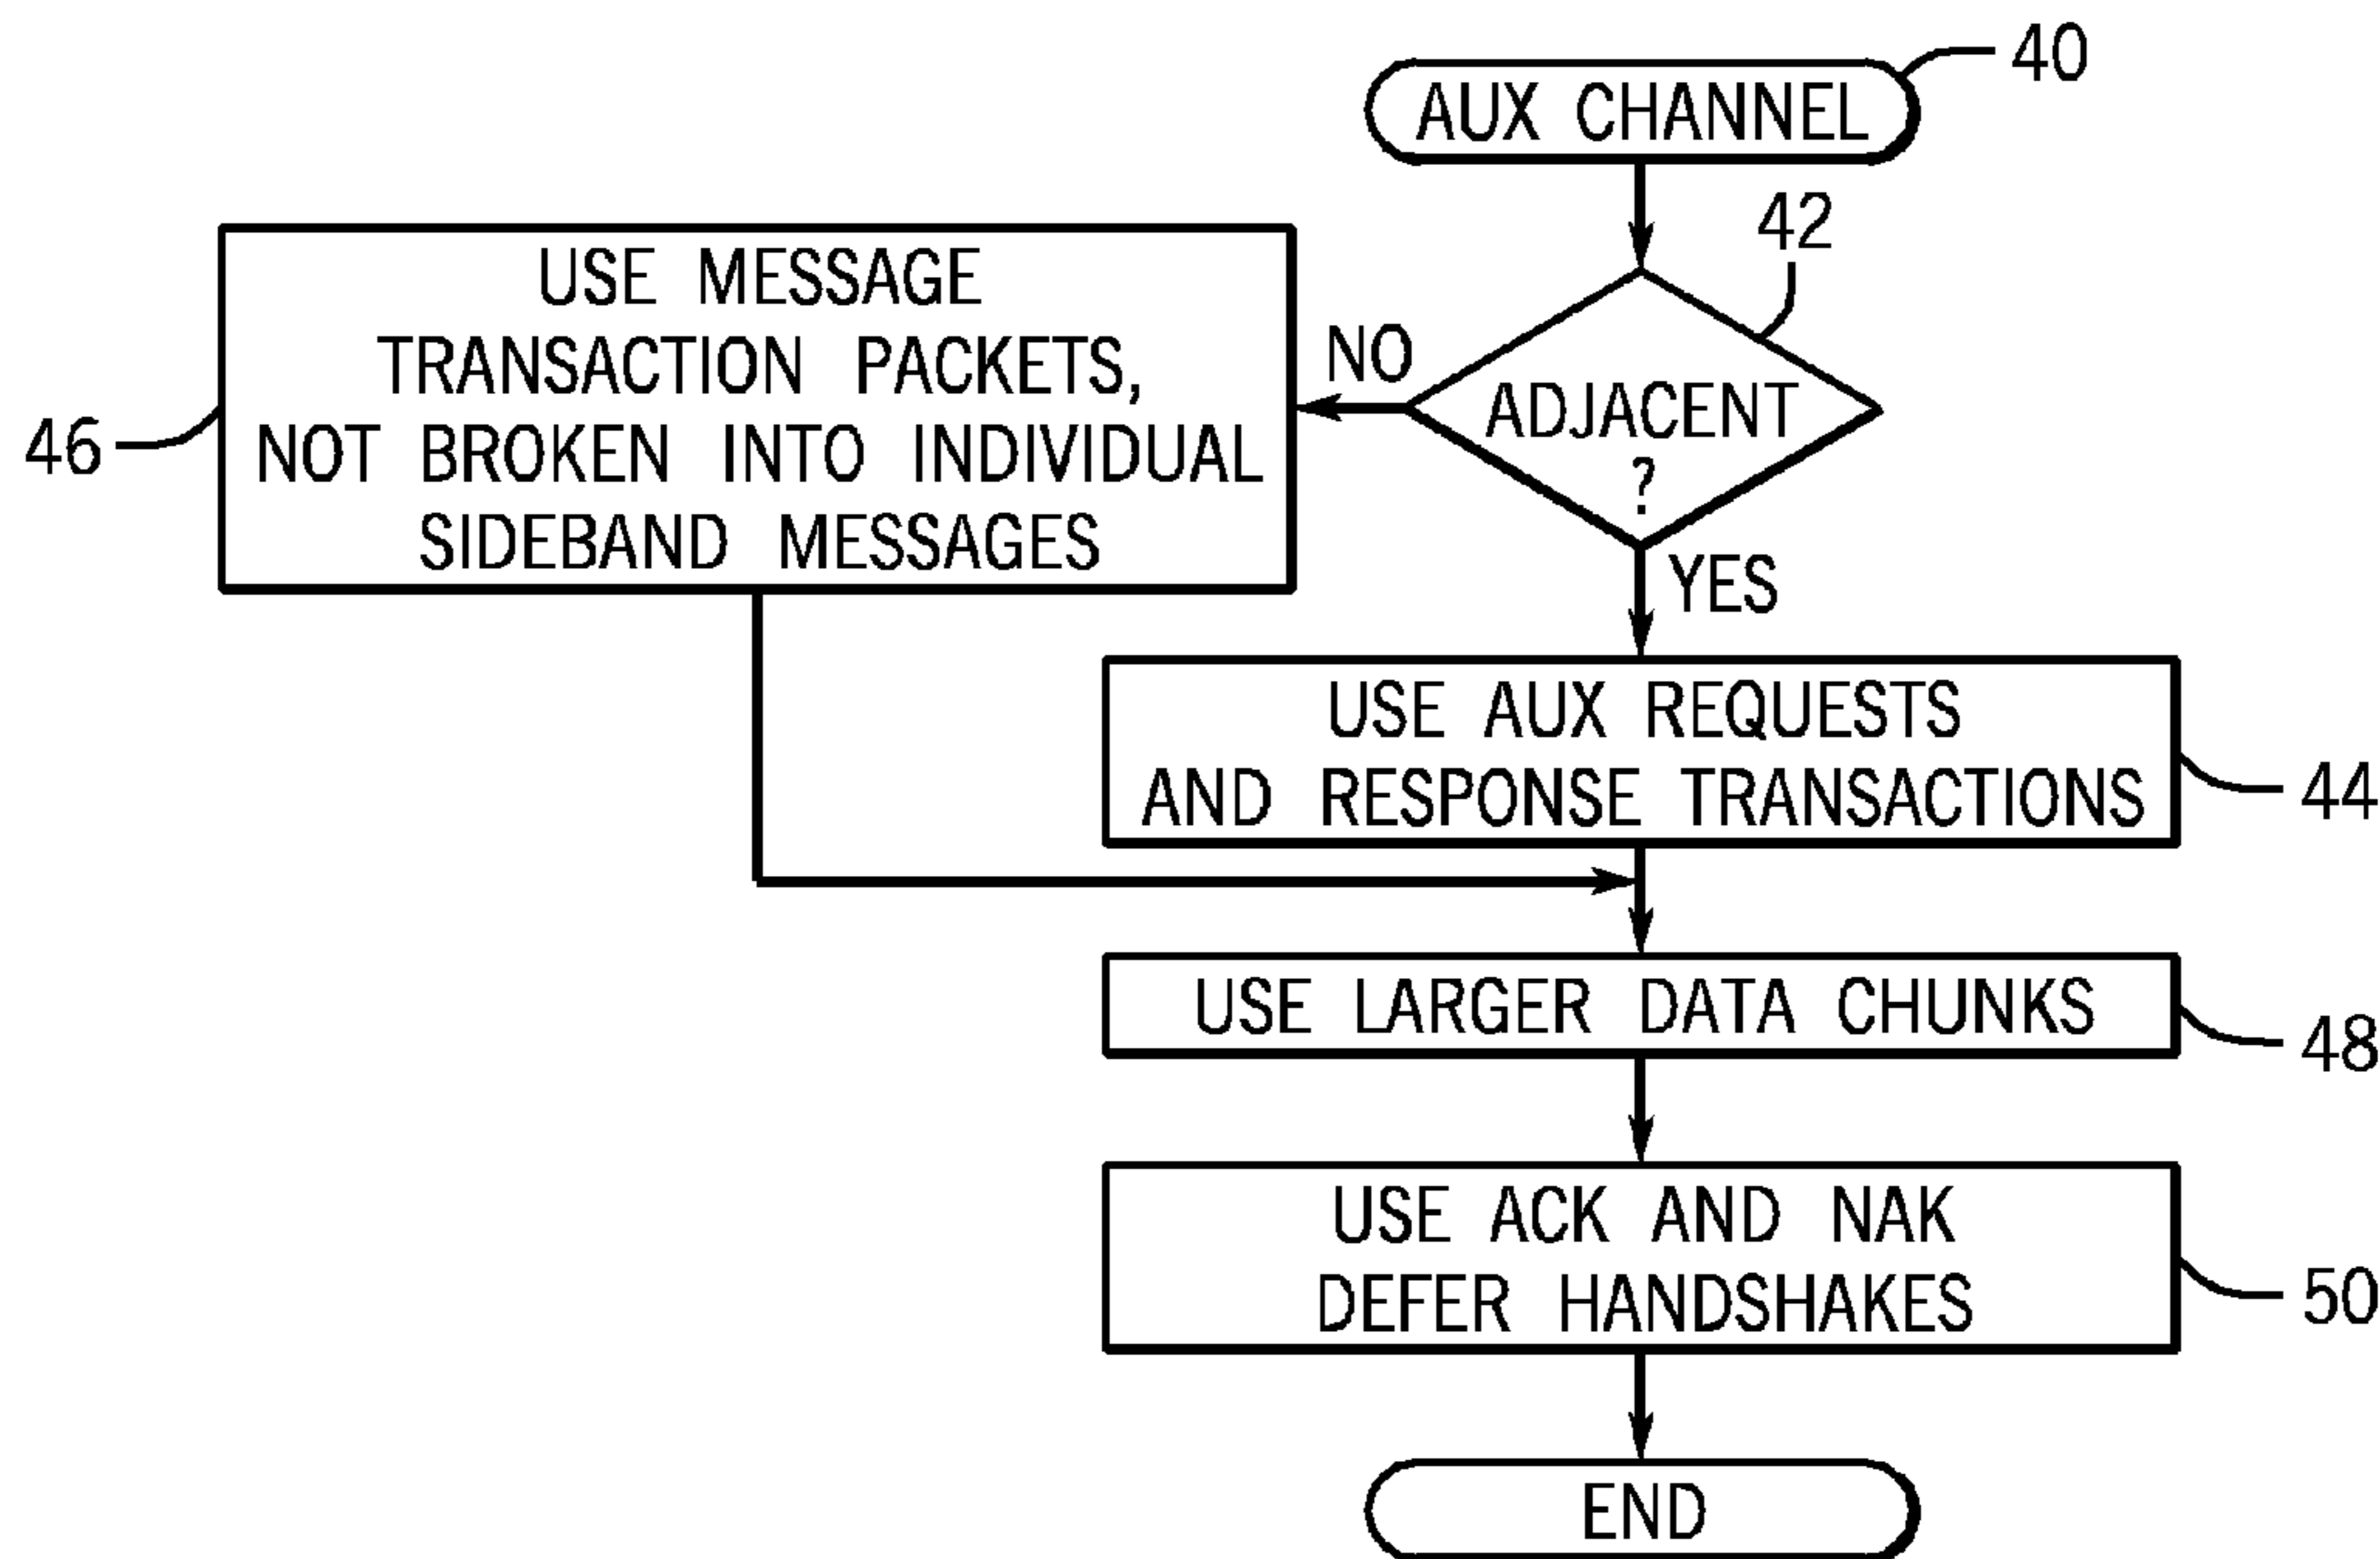 AUX CHANNEL
40
42
ADJACENT
?
NO
YES
USE MESSAGE
TRANSACTION PACKETS,
NOT BROKEN INTO INDIVIDUAL
SIDEBAND MESSAGES
46
USE AUX REQUESTS
AND RESPONSE TRANSACTIONS
44
USE LARGER DATA CHUNKS
48
USE ACK AND NAK
DEFER HANDSHAKES
50
END